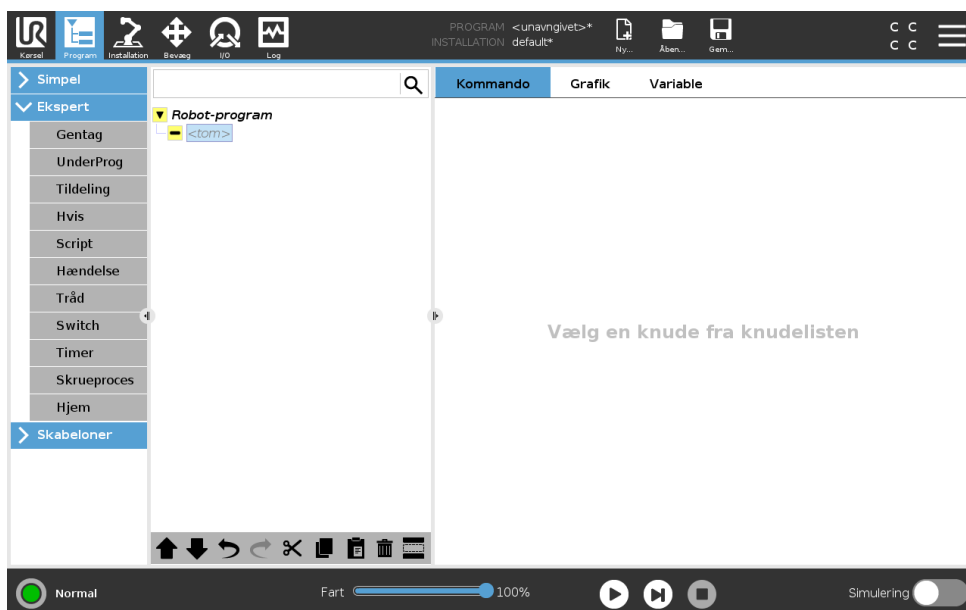 PROGRAM <unavngivet>*
INSTALLATION default*
UR
Kørsel
Program
Installation
Bevæg
I/O
Log
Ny...
Åben...
Gem...
C C
C C
Simpel
Ekspert
Gentag
UnderProg
Tildeling
Hvis
Script
Hændelse
Tråd
Switch
Timer
Skrueproces
Hjem
Skabeloner
Robot-program
<tom>
Kommando
Grafik
Variable
Vælg en knude fra knudelisten
Normal
Fart
100%
Simulering